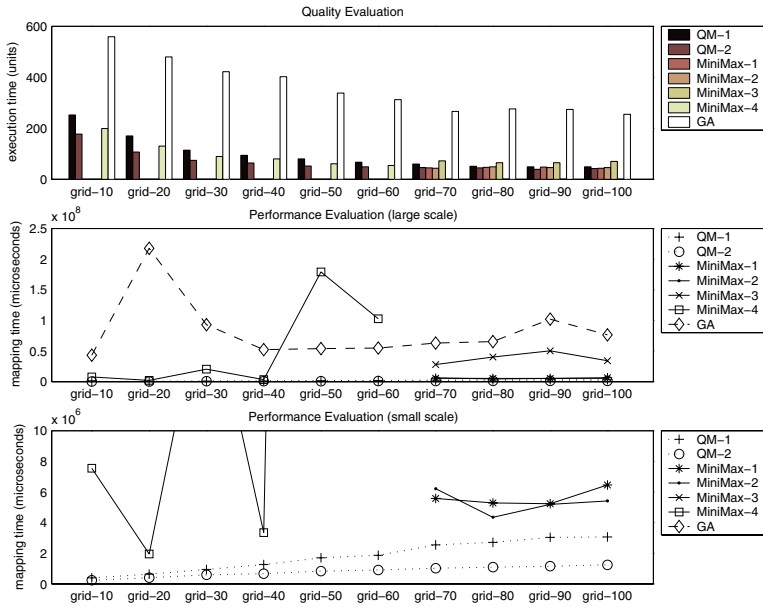 Quality Evaluation
execution time (units)
600
400
200
0
grid−10 grid−20 grid−30 grid−40 grid−50 grid−60 grid−70 grid−80 grid−90 grid−100
QM−1
QM−2
MiniMax−1
MiniMax−2
MiniMax−3
MiniMax−4
GA
Performance Evaluation (large scale)
x 10^8
mapping time (microseconds)
2.5
2
1.5
1
0.5
0
grid−10 grid−20 grid−30 grid−40 grid−50 grid−60 grid−70 grid−80 grid−90 grid−100
QM−1
QM−2
MiniMax−1
MiniMax−2
MiniMax−3
MiniMax−4
GA
Performance Evaluation (small scale)
x 10^6
mapping time (microseconds)
10
8
6
4
2
0
grid−10 grid−20 grid−30 grid−40 grid−50 grid−60 grid−70 grid−80 grid−90 grid−100
QM−1
QM−2
MiniMax−1
MiniMax−2
MiniMax−3
MiniMax−4
GA